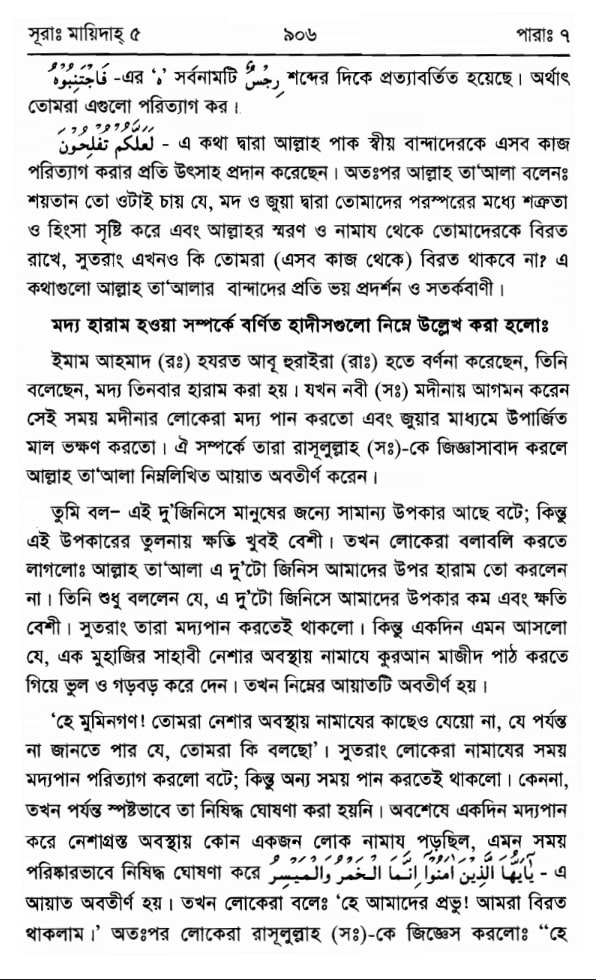 সূরাঃ মায়িদাহ্ ৫ ৯০৬ পারাঃ ৭
فَاجْتَنِبُوْهُ -এর 'ه' সর্বনামটি رِجْسٌ শব্দের দিকে প্রত্যাবর্তিত হয়েছে। অর্থাৎ
তোমরা এগুলো পরিত্যাগ কর।
لَعَلَّكُمْ تُفْلِحُوْنَ - এ কথা দ্বারা আল্লাহ পাক স্বীয় বান্দাদেরকে এসব কাজ
পরিত্যাগ করার প্রতি উৎসাহ প্রদান করেছেন। অতঃপর আল্লাহ তা'আলা বলেনঃ
শয়তান তো ওটাই চায় যে, মদ ও জুয়া দ্বারা তোমাদের পরস্পরের মধ্যে শত্রুতা
ও হিংসা সৃষ্টি করে এবং আল্লাহর স্মরণ ও নামায থেকে তোমাদেরকে বিরত
রাখে, সুতরাং এখনও কি তোমরা (এসব কাজ থেকে) বিরত থাকবে না? এ
কথাগুলো আল্লাহ তা'আলার বান্দাদের প্রতি ভয় প্রদর্শন ও সতর্কবাণী।
মদ্য হারাম হওয়া সম্পর্কে বর্ণিত হাদীসগুলো নিম্নে উল্লেখ করা হলোঃ
ইমাম আহমাদ (রঃ) হযরত আবূ হুরাইরা (রাঃ) হতে বর্ণনা করেছেন, তিনি
বলেছেন, মদ্য তিনবার হারাম করা হয়। যখন নবী (সঃ) মদীনায় আগমন করেন
সেই সময় মদীনার লোকেরা মদ্য পান করতো এবং জুয়ার মাধ্যমে উপার্জিত
মাল ভক্ষণ করতো। ঐ সম্পর্কে তারা রাসূলুল্লাহ (সঃ)-কে জিজ্ঞাসাবাদ করলে
আল্লাহ তা'আলা নিম্নলিখিত আয়াত অবতীর্ণ করেন।
তুমি বল– এই দু'জিনিসে মানুষের জন্যে সামান্য উপকার আছে বটে; কিন্তু
এই উপকারের তুলনায় ক্ষতি খুবই বেশী। তখন লোকেরা বলাবলি করতে
লাগলোঃ আল্লাহ তা'আলা এ দু'টো জিনিস আমাদের উপর হারাম তো করলেন
না। তিনি শুধু বললেন যে, এ দু'টো জিনিসে আমাদের উপকার কম এবং ক্ষতি
বেশী। সুতরাং তারা মদ্যপান করতেই থাকলো। কিন্তু একদিন এমন আসলো
যে, এক মুহাজির সাহাবী নেশার অবস্থায় নামাযে কুরআন মাজীদ পাঠ করতে
গিয়ে ভুল ও গড়বড় করে দেন। তখন নিম্নের আয়াতটি অবতীর্ণ হয়।
'হে মুমিনগণ! তোমরা নেশার অবস্থায় নামাযের কাছেও যেয়ো না, যে পর্যন্ত
না জানতে পার যে, তোমরা কি বলছো'। সুতরাং লোকেরা নামাযের সময়
মদ্যপান পরিত্যাগ করলো বটে; কিন্তু অন্য সময় পান করতেই থাকলো। কেননা,
তখন পর্যন্ত স্পষ্টভাবে তা নিষিদ্ধ ঘোষণা করা হয়নি। অবশেষে একদিন মদ্যপান
করে নেশাগ্রস্ত অবস্থায় কোন একজন লোক নামায পড়ছিল, এমন সময়
পরিষ্কারভাবে নিষিদ্ধ ঘোষণা করে يٰۤاَيُّهَا الَّذِيْنَ اٰمَنُوْۤا اِنَّمَا الْخَمْرُ وَالْمَيْسِرُ - এ
আয়াত অবতীর্ণ হয়। তখন লোকেরা বলেঃ 'হে আমাদের প্রভু! আমরা বিরত
থাকলাম।' অতঃপর লোকেরা রাসূলুল্লাহ (সঃ)-কে জিজ্ঞেস করলোঃ "হে